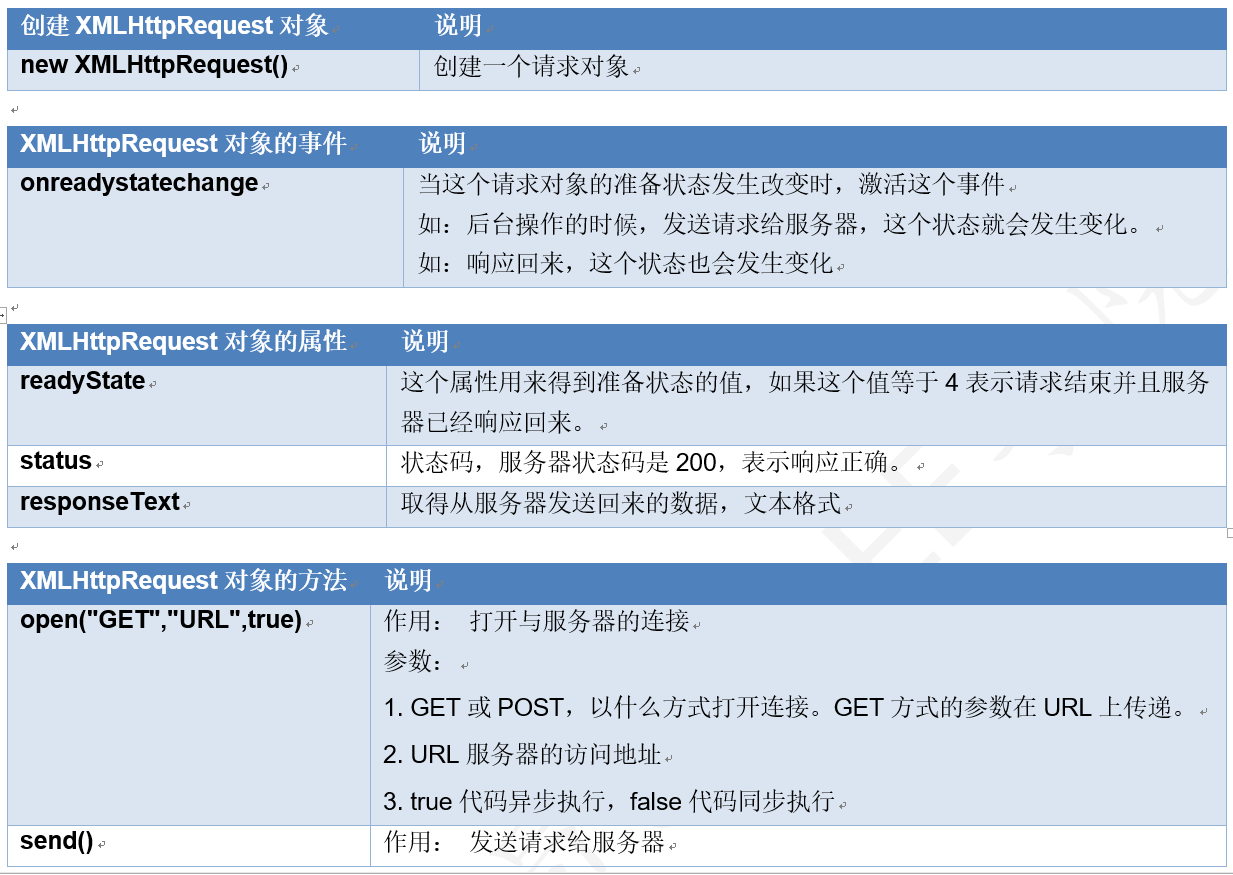 创建 XMLHttpRequest 对象 说明
new XMLHttpRequest() 创建一个请求对象
XMLHttpRequest 对象的事件 说明
onreadystatechange 当这个请求对象的准备状态发生改变时，激活这个事件
如：后台操作的时候，发送请求给服务器，这个状态就会发生变化。
如：响应回来，这个状态也会发生变化
XMLHttpRequest 对象的属性 说明
readyState 这个属性用来得到准备状态的值，如果这个值等于 4 表示请求结束并且服务
器已经响应回来。
status 状态码，服务器状态码是 200，表示响应正确。
responseText 取得从服务器发送回来的数据，文本格式
XMLHttpRequest 对象的方法 说明
open("GET","URL",true) 作用： 打开与服务器的连接
参数：
1. GET 或 POST，以什么方式打开连接。GET 方式的参数在 URL 上传递。
2. URL 服务器的访问地址
3. true 代码异步执行，false 代码同步执行
send() 作用： 发送请求给服务器